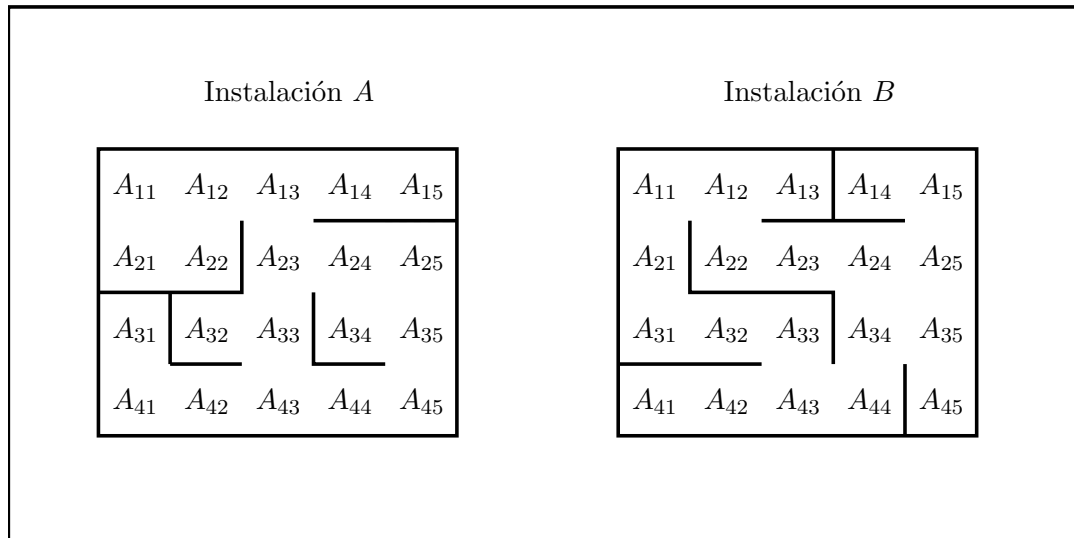 Instalación A Instalación B
A11 A12 A13 A14 A15 A11 A12 A13 A14 A15
A21 A22 A23 A24 A25 A21 A22 A23 A24 A25
A31 A32 A33 A34 A35 A31 A32 A33 A34 A35
A41 A42 A43 A44 A45 A41 A42 A43 A44 A45